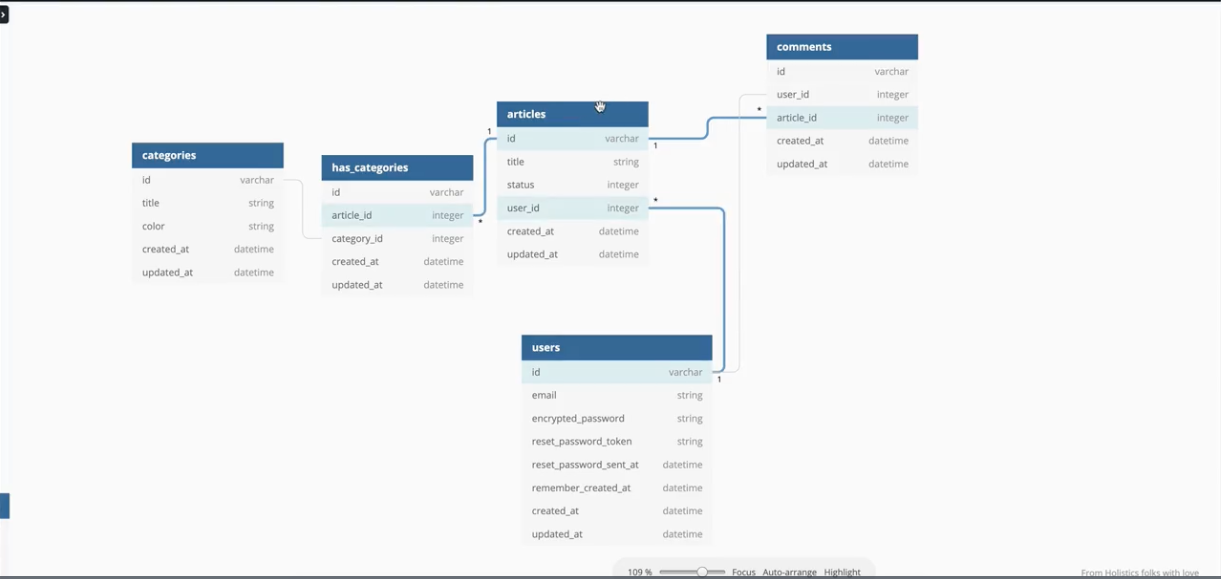 comments
id varchar
user_id integer
article_id integer
created_at datetime
updated_at datetime
articles
id varchar
title string
status integer
user_id integer
created_at datetime
updated_at datetime
categories
id varchar
title string
color string
created_at datetime
updated_at datetime
has_categories
id varchar
article_id integer
category_id integer
created_at datetime
updated_at datetime
1
*
1
*
*
1
users
id varchar
email string
encrypted_password string
reset_password_token string
reset_password_sent_at datetime
remember_created_at datetime
created_at datetime
updated_at datetime
109 % Focus Auto-arrange Highlight
From Holistics folks with love